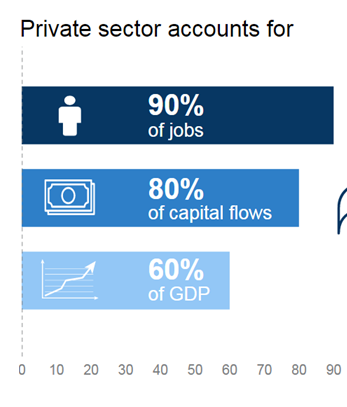 Private sector accounts for
90%
of jobs
80%
of capital flows
60%
of GDP
0 10 20 30 40 50 60 70 80 90